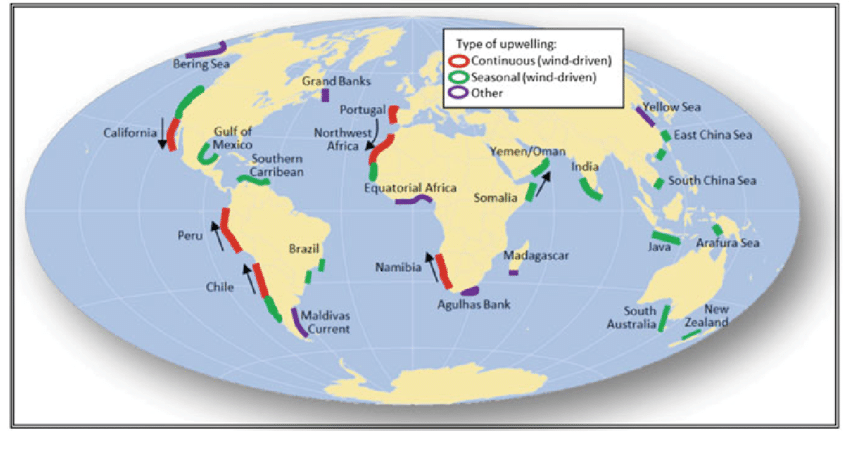 Type of upwelling:
Continuous (wind-driven)
Seasonal (wind-driven)
Other
Bering Sea
Grand Banks
Portugal
California
Gulf of
Mexico
Northwest
Africa
Southern
Carribean
Yellow Sea
East China Sea
Yemen/Oman
India
South China Sea
Equatorial Africa
Somalia
Peru
Brazil
Namibia
Madagascar
Java
Arafura Sea
Chile
Agulhas Bank
Maldivas
Current
South
Australia
New
Zealand